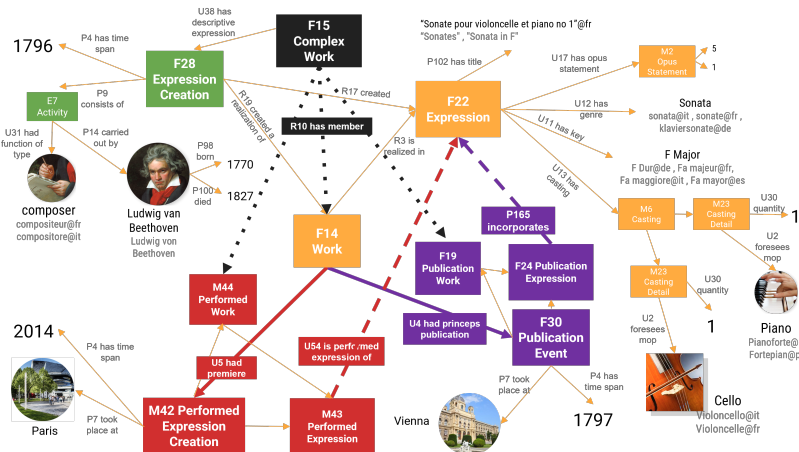 U38 has
descriptive
expression
F15
Complex
Work
"Sonate pour violoncelle et piano no 1"@fr
"Sonates" , "Sonata in F"
1796
P4 has time
span
F28
Expression
Creation
P102 has title
U17 has opus
statement
M2
Opus
Statement
5
1
P9
consists of
R17 created
E7
Activity
R19 created a
realization of
F22
Expression
U12 has
genre
Sonata
sonata@it , sonate@fr ,
klaviersonate@de
U31 had
function of
type
P14 carried
out by
R10 has member
R3 is
realized in
U11 has key
P98
born
1770
F Major
F Dur@de , Fa majeur@fr,
Fa maggiore@it , Fa mayor@es
U13 has
casting
P100
died
1827
composer
compositeur@fr
compositore@it
Ludwig van
Beethoven
Ludwig von
Beethoven
F14
Work
P165
incorporates
M6
Casting
M23
Casting
Detail
U30
quantity
1
F19
Publication
Work
F24 Publication
Expression
U2
foresees
mop
M23
Casting
Detail
U30
quantity
M44
Performed
Work
U4 had princeps
publication
F30
Publication
Event
1
U2
foresees
mop
Piano
Pianoforte@
Fortepian@p
2014
P4 has time
span
U5 had
premiere
U54 is performed
expression of
P7 took
place at
P4 has
time span
Paris
P7 took
place at
M42 Performed
Expression
Creation
M43
Performed
Expression
Vienna
1797
Cello
Violoncello@it
Violoncelle@fr